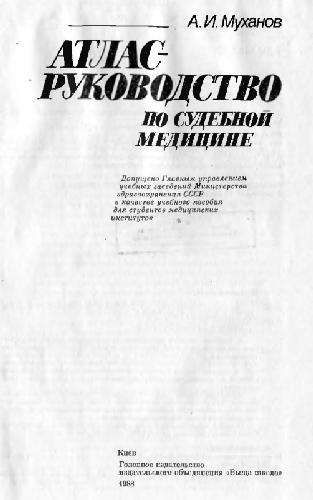 А. И. Муханов
АТЛАС-
РУКОВОДСТВО
ПО СУДЕБНОЙ
МЕДИЦИНЕ
Допущено Главным управлением
учебных заведений Министерства
здравоохранения СССР
в качестве учебного пособия
для студентов медицинских
институтов
Киев
Головное издательство
издательского объединения «Выща школа»
1988